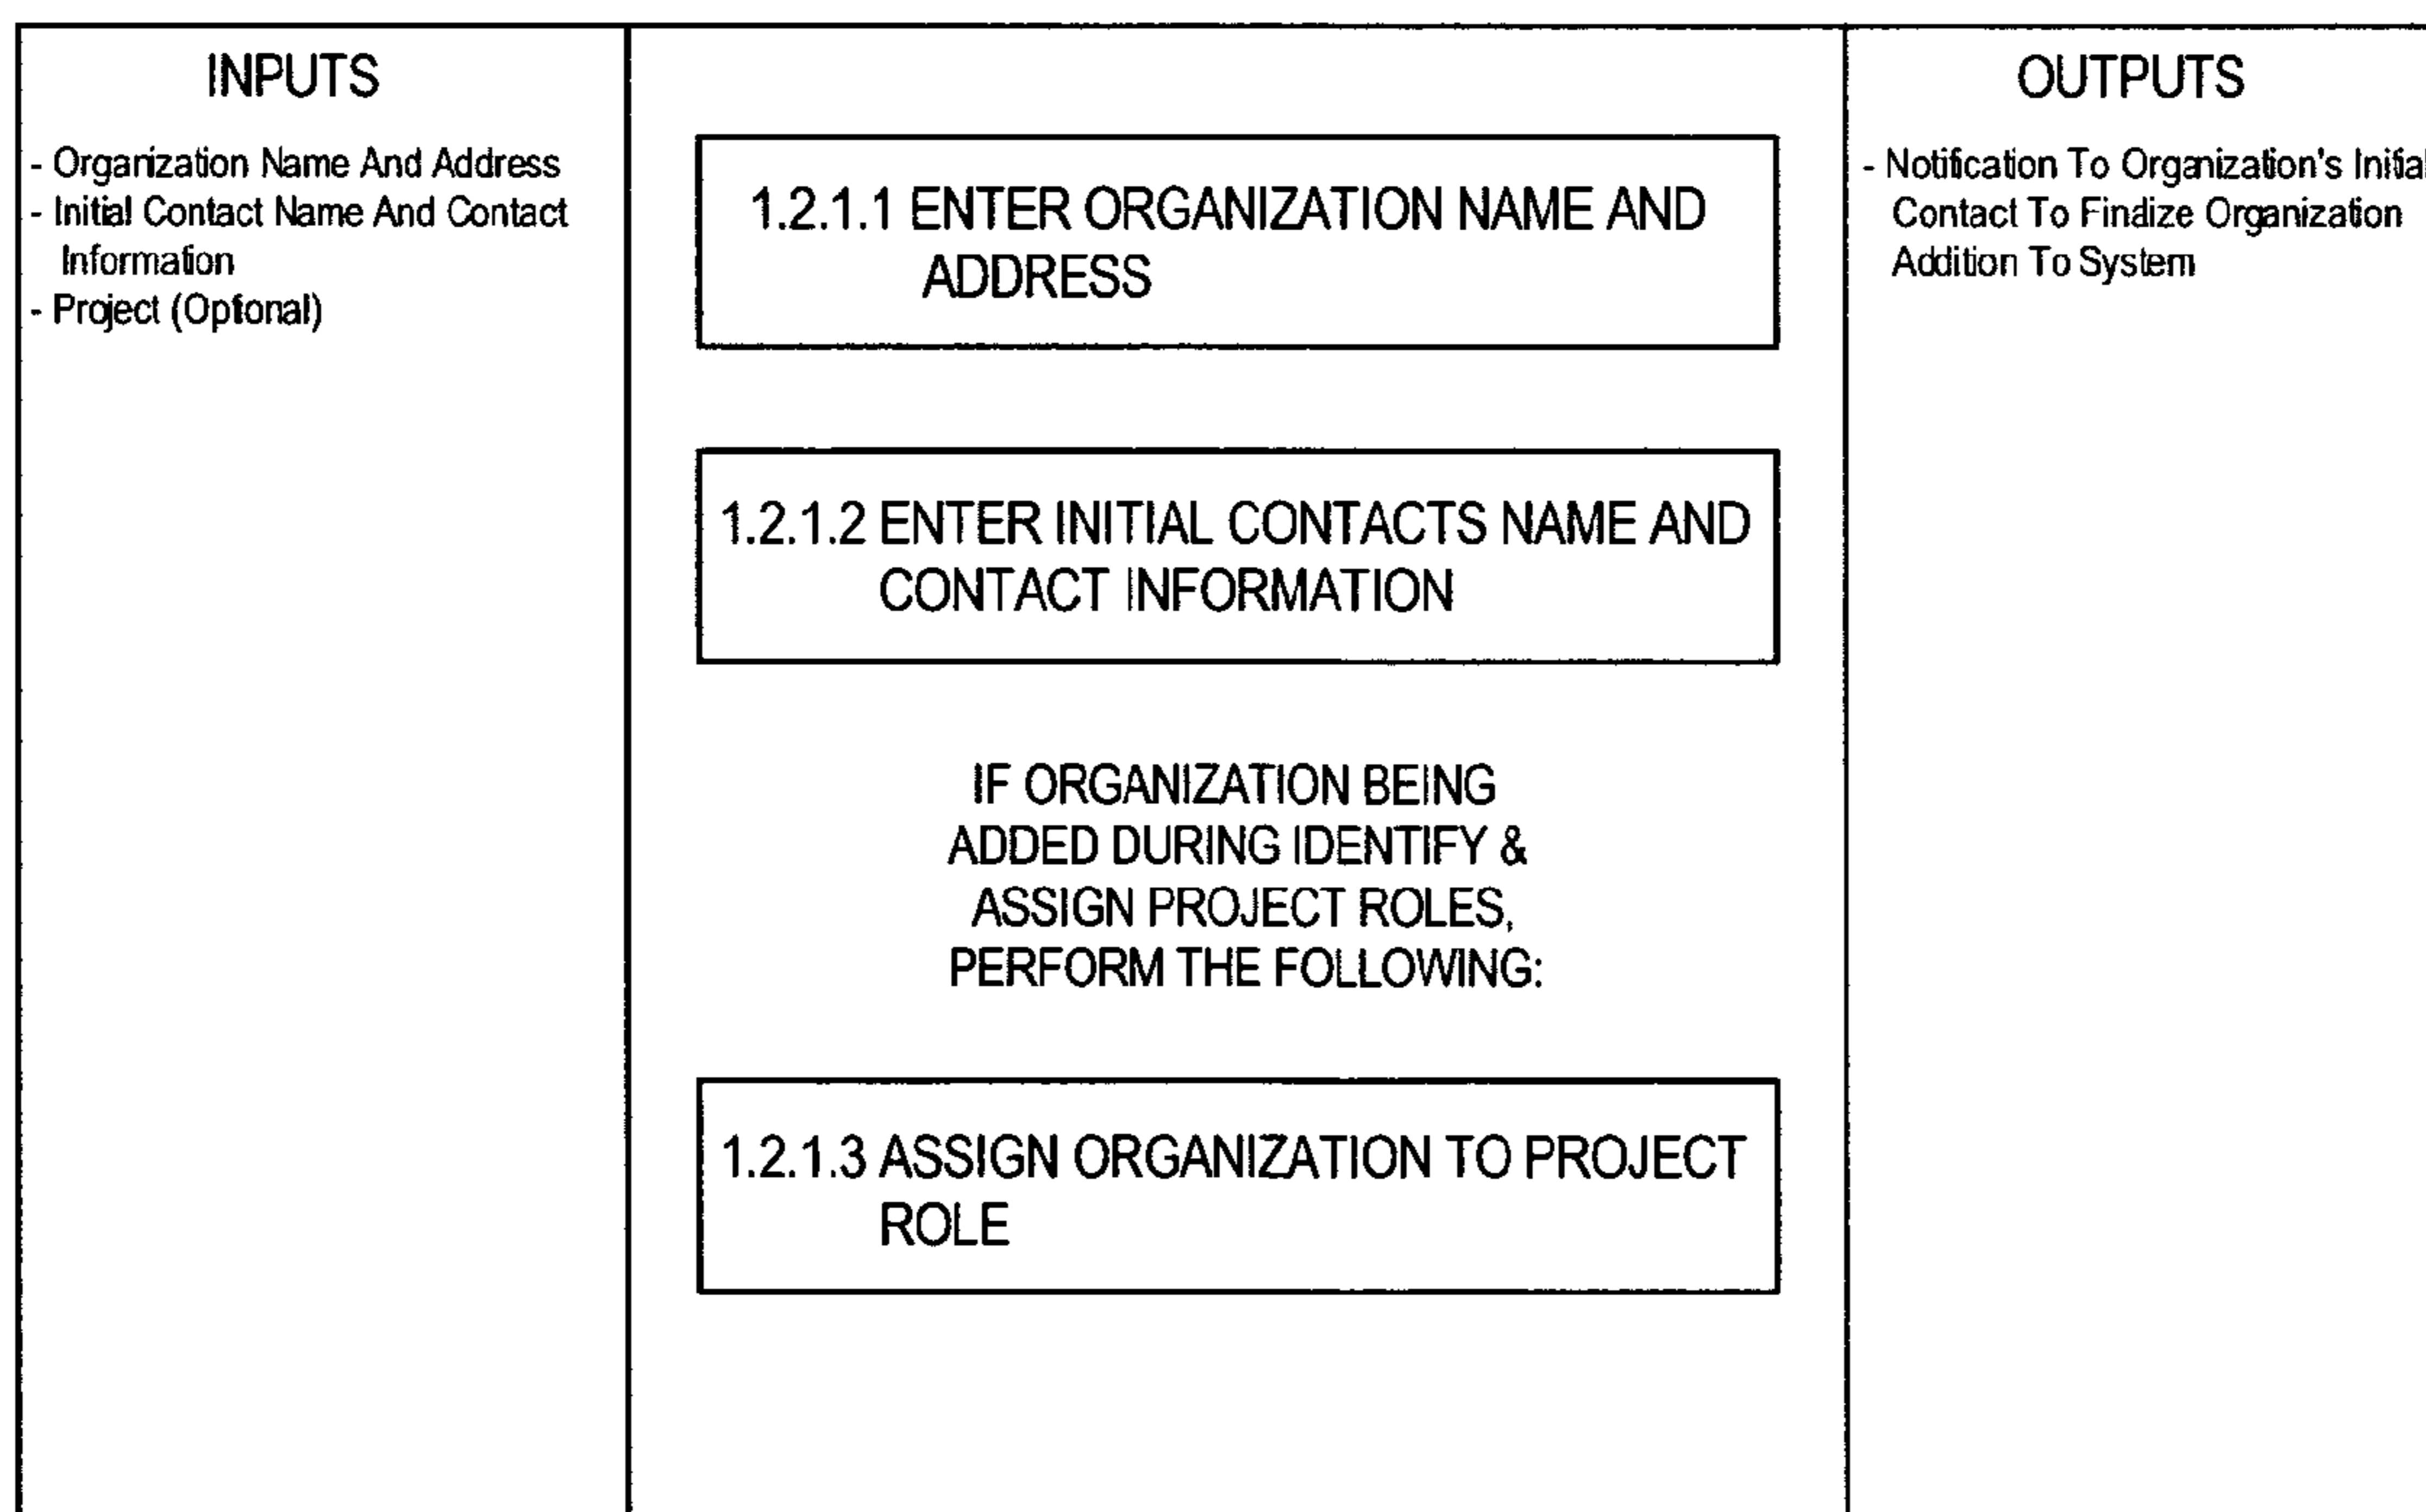 INPUTS
- Organization Name And Address
- Initial Contact Name And Contact
Information
- Project (Optional)
1.2.1.1 ENTER ORGANIZATION NAME AND
ADDRESS
1.2.1.2 ENTER INITIAL CONTACTS NAME AND
CONTACT INFORMATION
IF ORGANIZATION BEING
ADDED DURING IDENTIFY &
ASSIGN PROJECT ROLES,
PERFORM THE FOLLOWING:
1.2.1.3 ASSIGN ORGANIZATION TO PROJECT
ROLE
OUTPUTS
- Notification To Organization's Initial
Contact To Finalize Organization
Addition To System